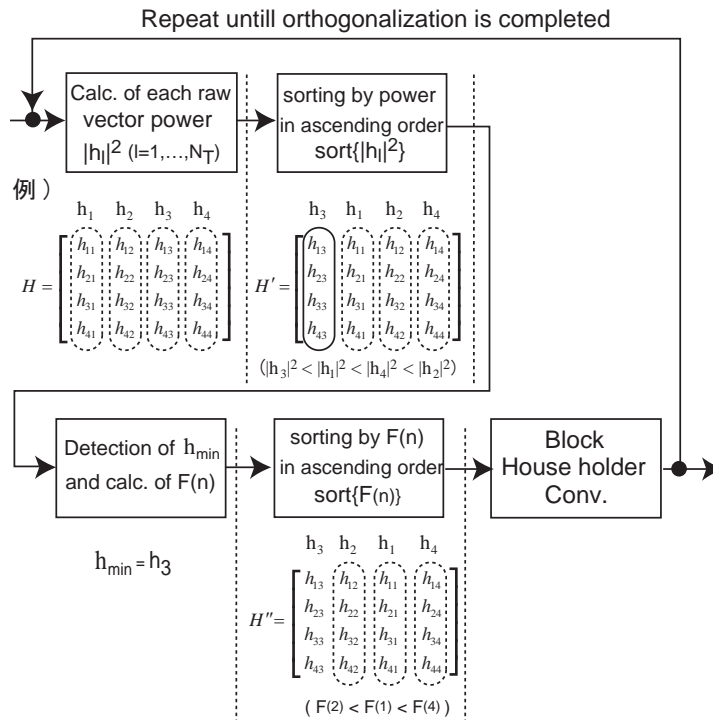 Repeat untill orthogonalization is completed
Calc. of each raw
vector power
|h_l|² (l=1,…,N_T)
sorting by power
in ascending order
sort{|h_l|²}
例）
h₁ h₂ h₃ h₄
h₁₁ h₁₂ h₁₃ h₁₄
h₂₁ h₂₂ h₂₃ h₂₄
H =
h₃₁ h₃₂ h₃₃ h₃₄
h₄₁ h₄₂ h₄₃ h₄₄
h₃ h₁ h₂ h₄
h₁₃ h₁₁ h₁₂ h₁₄
h₂₃ h₂₁ h₂₂ h₂₄
H' =
h₃₃ h₃₁ h₃₂ h₃₄
h₄₃ h₄₁ h₄₂ h₄₄
(|h₃|² < |h₁|² < |h₄|² < |h₂|²)
Detection of h_min
and calc. of F(n)
sorting by F(n)
in ascending order
sort{F(n)}
Block
House holder
Conv.
h_min = h₃
h₃ h₂ h₁ h₄
h₁₃ h₁₂ h₁₁ h₁₄
h₂₃ h₂₂ h₂₁ h₂₄
H"=
h₃₃ h₃₂ h₃₁ h₃₄
h₄₃ h₄₂ h₄₁ h₄₄
( F(2) < F(1) < F(4) )